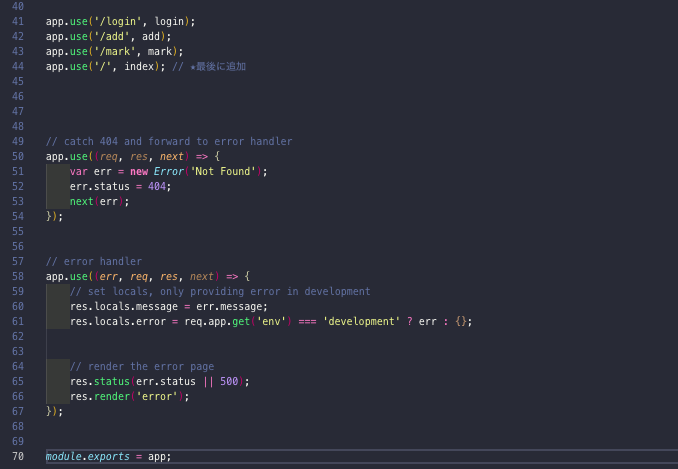 40
41 app.use('/login', login);
42 app.use('/add', add);
43 app.use('/mark', mark);
44 app.use('/', index); // ★最後に追加
45
46
47
48
49 // catch 404 and forward to error handler
50 app.use((req, res, next) => {
51 var err = new Error('Not Found');
52 err.status = 404;
53 next(err);
54 });
55
56
57 // error handler
58 app.use((err, req, res, next) => {
59 // set locals, only providing error in development
60 res.locals.message = err.message;
61 res.locals.error = req.app.get('env') === 'development' ? err : {};
62
63
64 // render the error page
65 res.status(err.status || 500);
66 res.render('error');
67 });
68
69
70 module.exports = app;